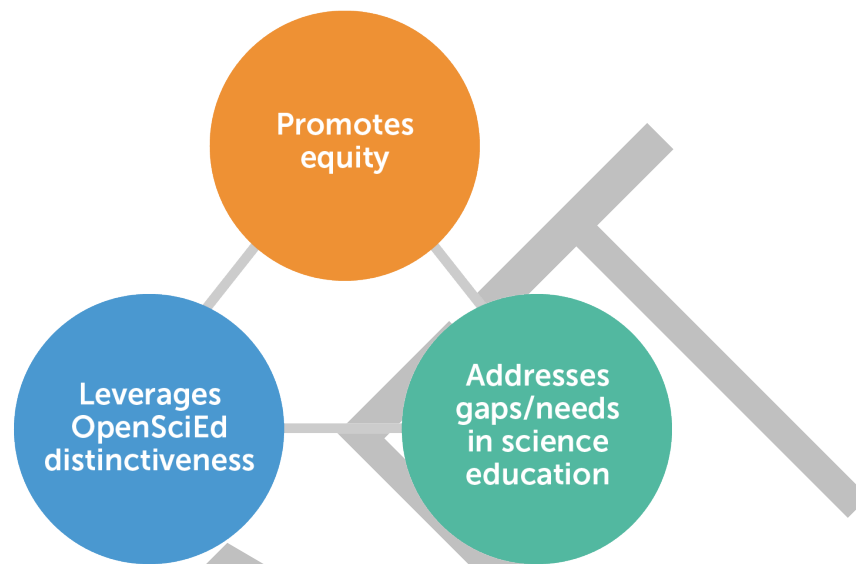 Promotes
equity
Leverages
OpenSciEd
distinctiveness
Addresses
gaps/needs
in science
education